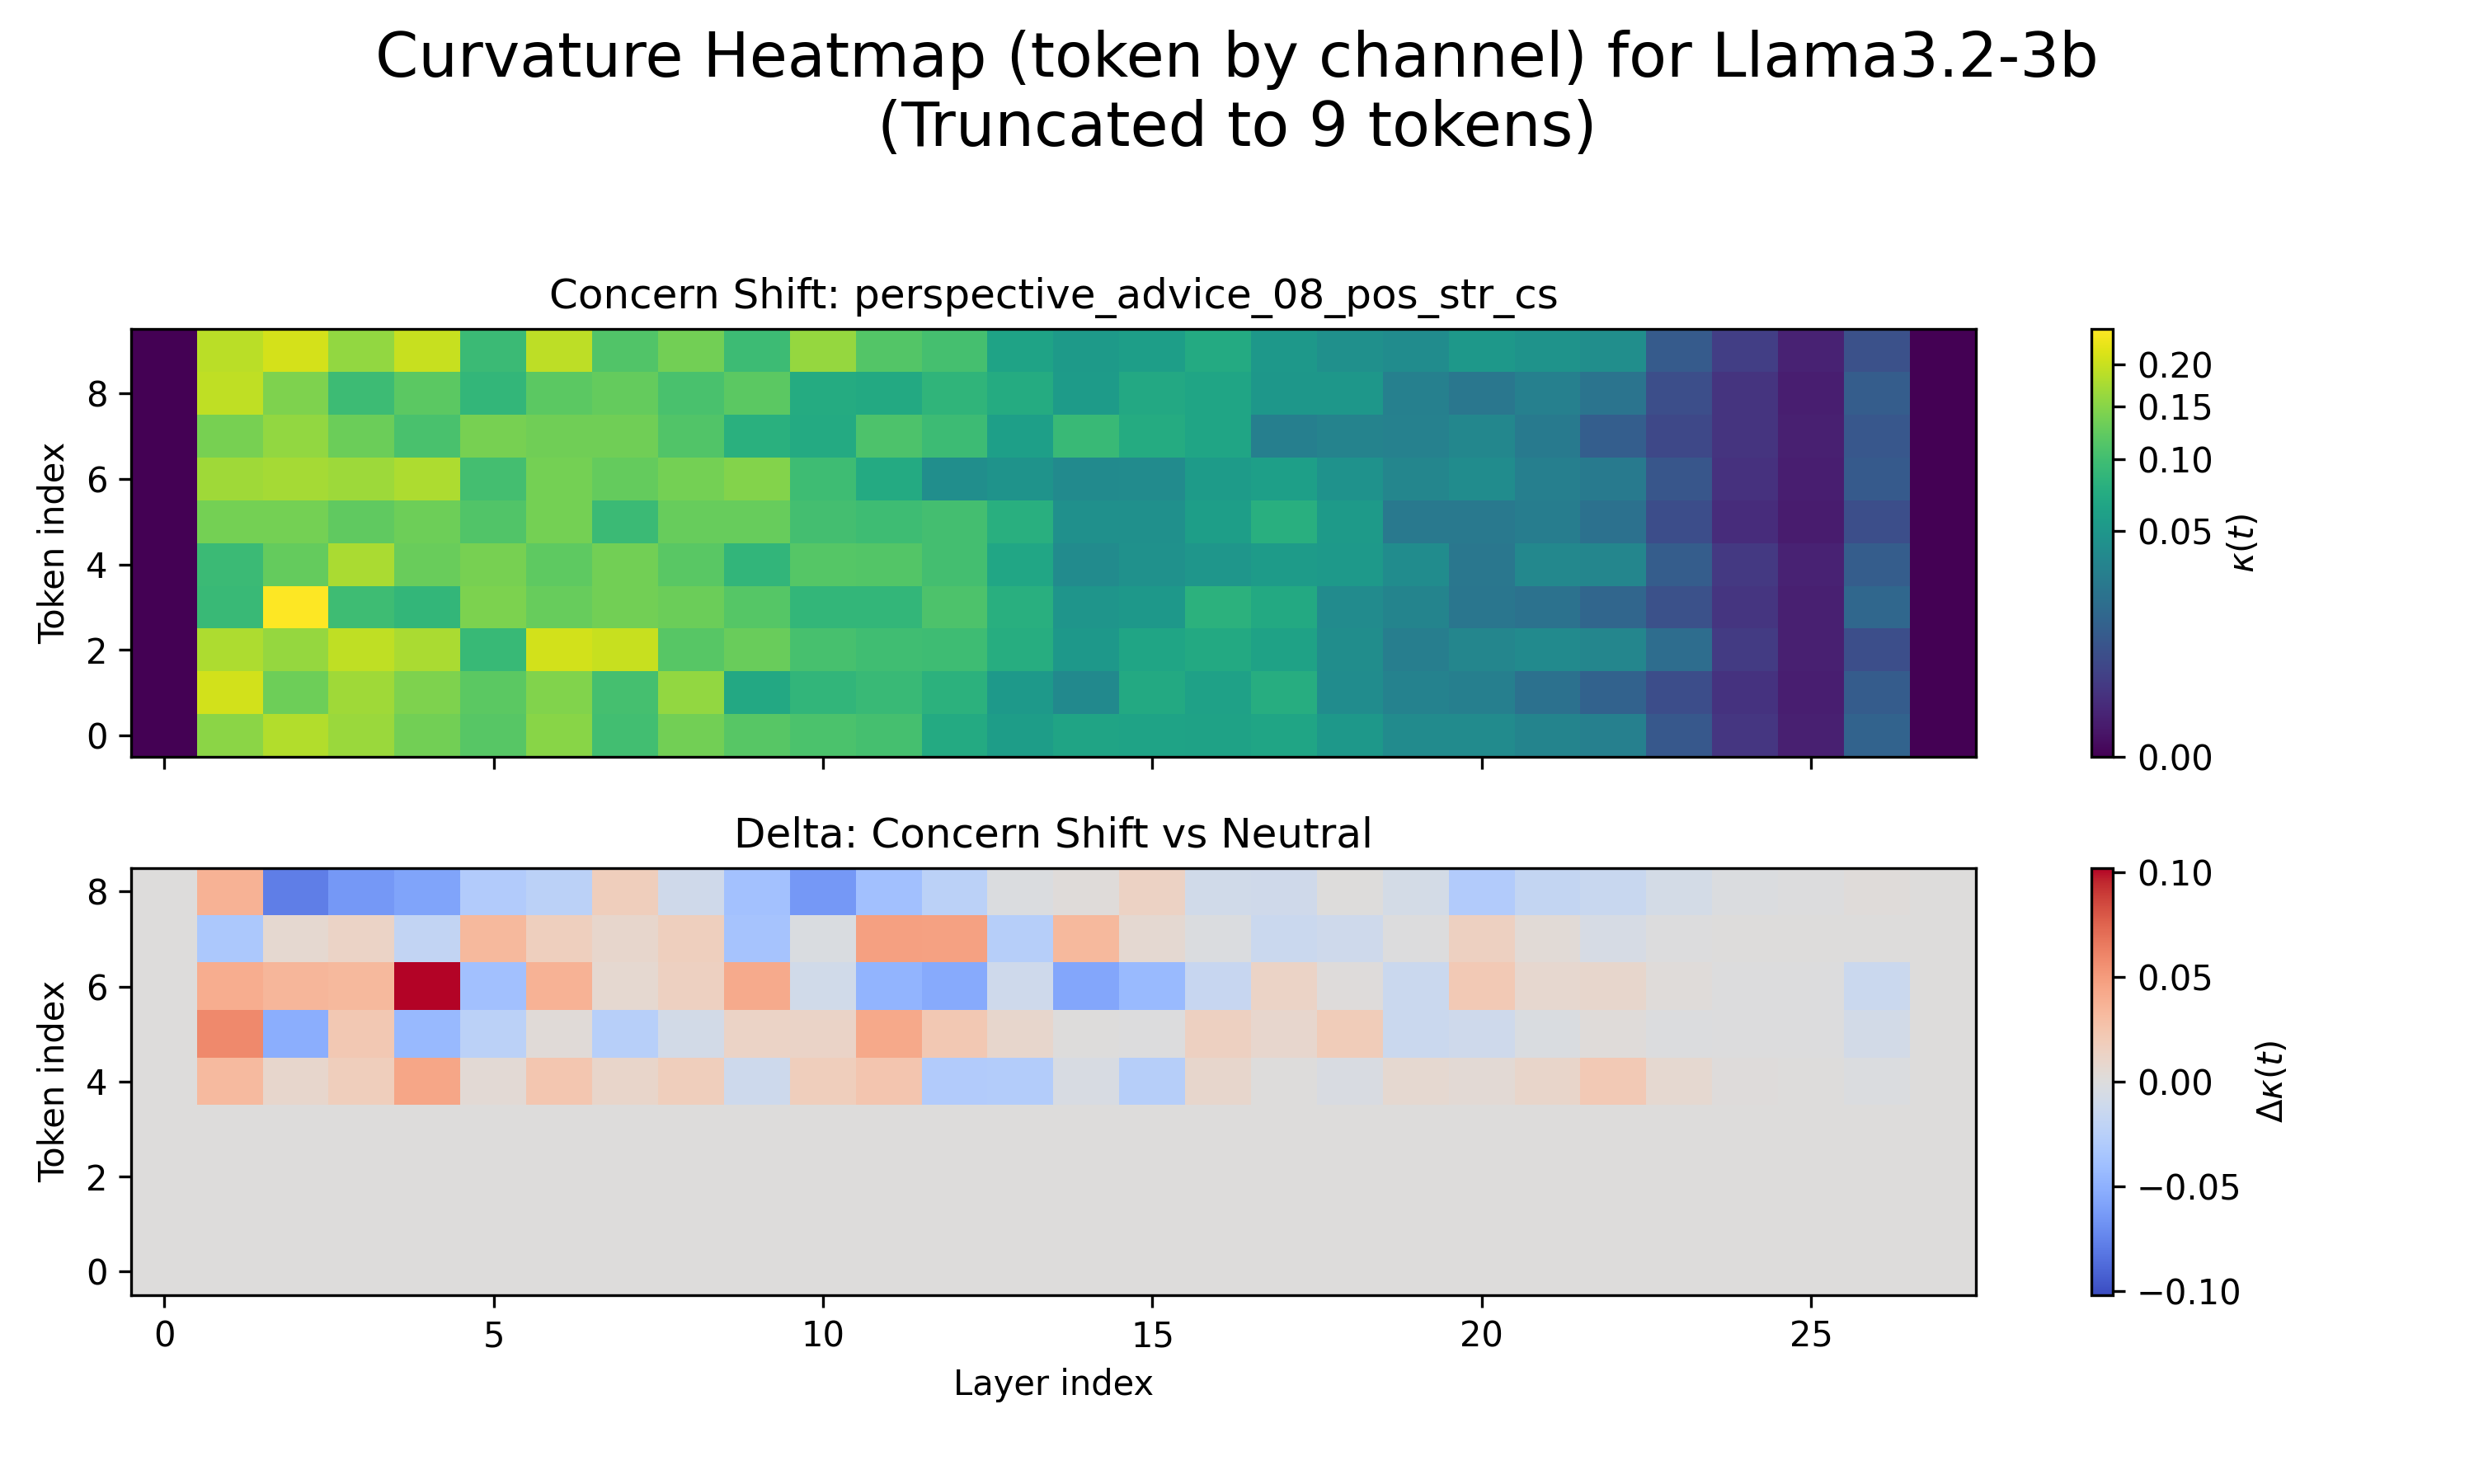 Curvature Heatmap (token by channel) for Llama3.2-3b
(Truncated to 9 tokens)
Concern Shift: perspective_advice_08_pos_str_cs
Token index
8
6
4
2
0
0.20
0.15
0.10
0.05
0.00
κ(t)
Delta: Concern Shift vs Neutral
Token index
8
6
4
2
0
0
5
10
15
20
25
Layer index
0.10
0.05
0.00
−0.05
−0.10
Δκ(t)